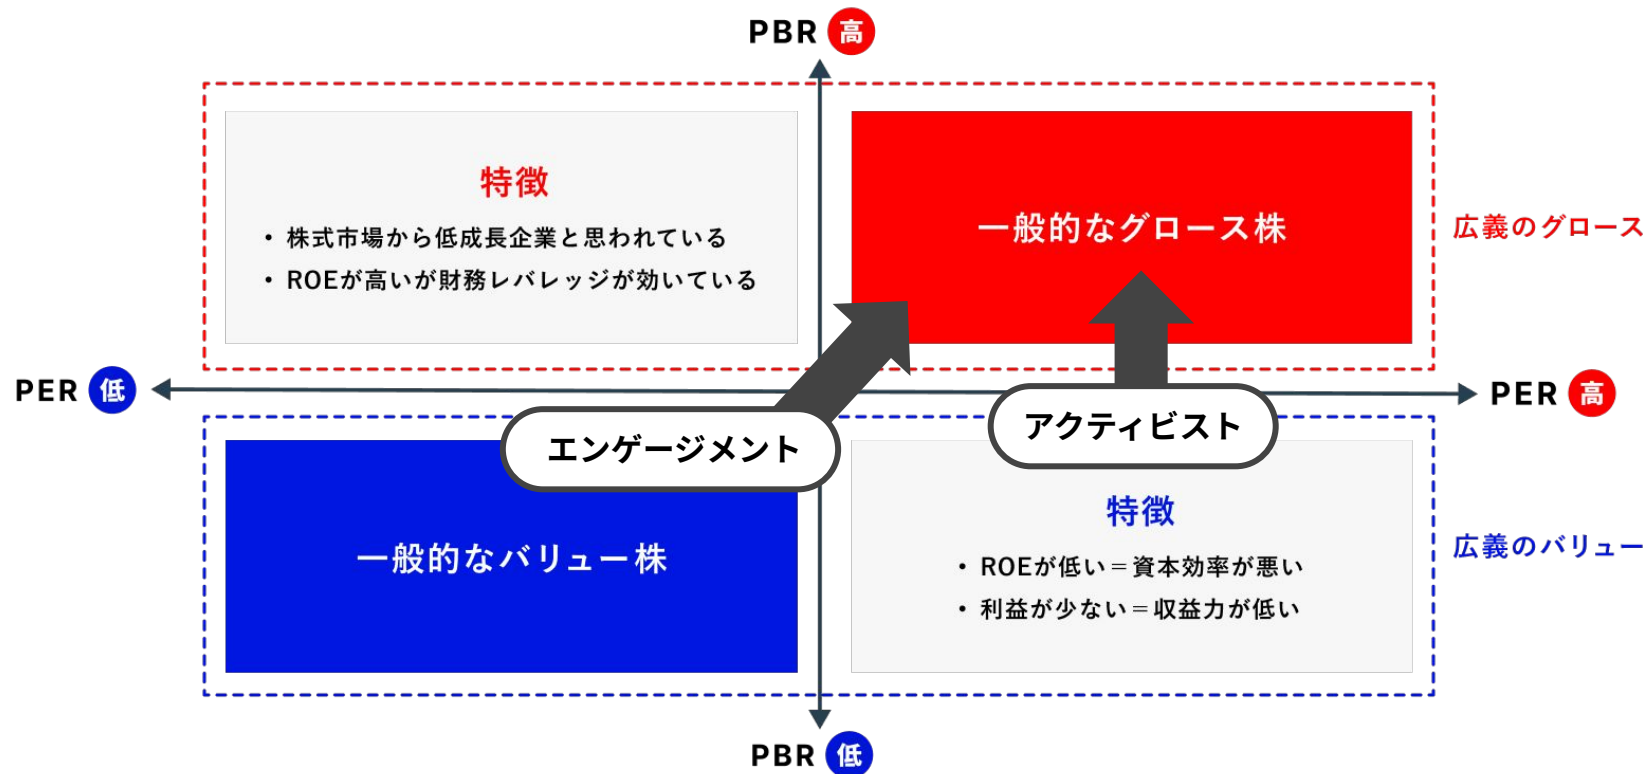 PBR 高
特徴
• 株式市場から低成長企業と思われている
• ROEが高いが財務レバレッジが効いている
一般的なグロース株
広義のグロース
PER 低
PER 高
エンゲージメント
アクティビスト
一般的なバリュー株
特徴
• ROEが低い＝資本効率が悪い
• 利益が少ない＝収益力が低い
広義のバリュー
PBR 低